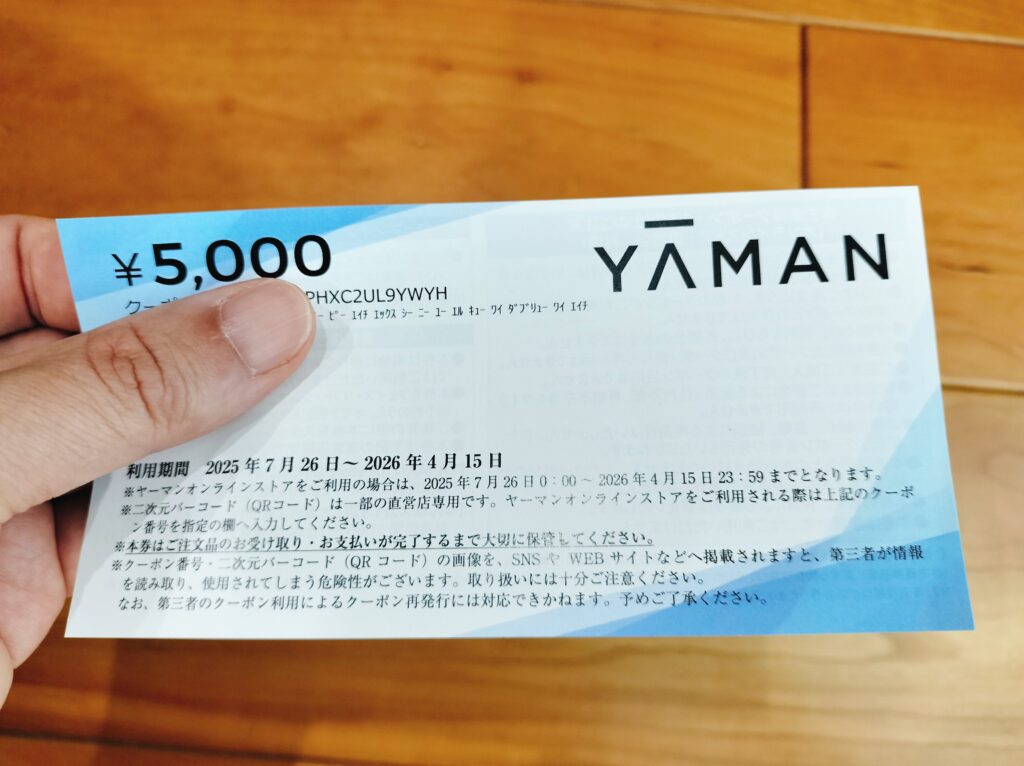 ¥5,000
YAMAN
クーポ PHXC2UL9YWYH
ー ピー エイチ エックス シー ニー ユー エル キュー ワイ ダブリュー ワイ エイチ
利用期間 2025年7月26日～2026年4月15日
※ヤーマンオンラインストアをご利用の場合は、2025年7月26日0:00～2026年4月15日23:59までとなります。
※二次元バーコード（QRコード）は一部の直営店専用です。ヤーマンオンラインストアをご利用される際は上記のクーポ
ン番号を指定の欄へ入力してください。
※本券はご注文品のお受け取り・お支払いが完了するまで大切に保管してください。
※クーポン番号・二次元バーコード（QRコード）の画像を、SNSやWEBサイトなどへ掲載されますと、第三者が情報
を読み取り、使用されてしまう危険性がございます。取り扱いには十分ご注意ください。
なお、第三者のクーポン利用によるクーポン再発行には対応できかねます。予めご了承ください。